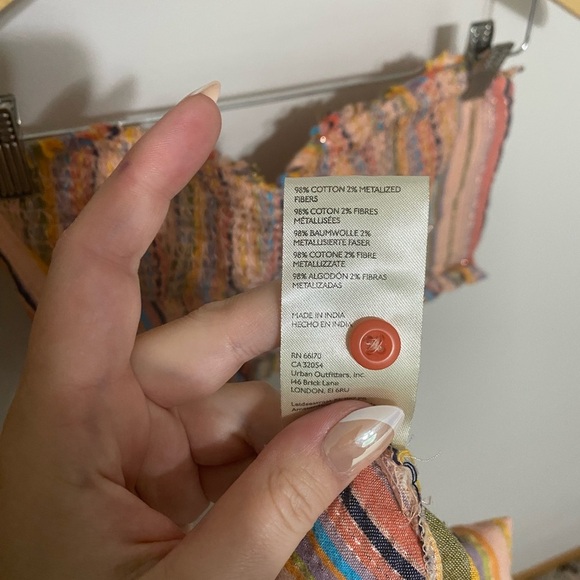 98% COTTON 2% METALIZED
FIBERS
98% COTON 2% FIBRES
MÉTALLISÉES
98% BAUMWOLLE 2%
METALLISIERTE FASER
98% COTONE 2% FIBRE
METALLIZZATE
98% ALGODÓN 2% FIBRAS
METALIZADAS
MADE IN INDIA
HECHO EN INDIA
RN 66170
CA 32054
Urban Outfitters, Inc.
146 Brick Lane
LONDON, E1 6RU